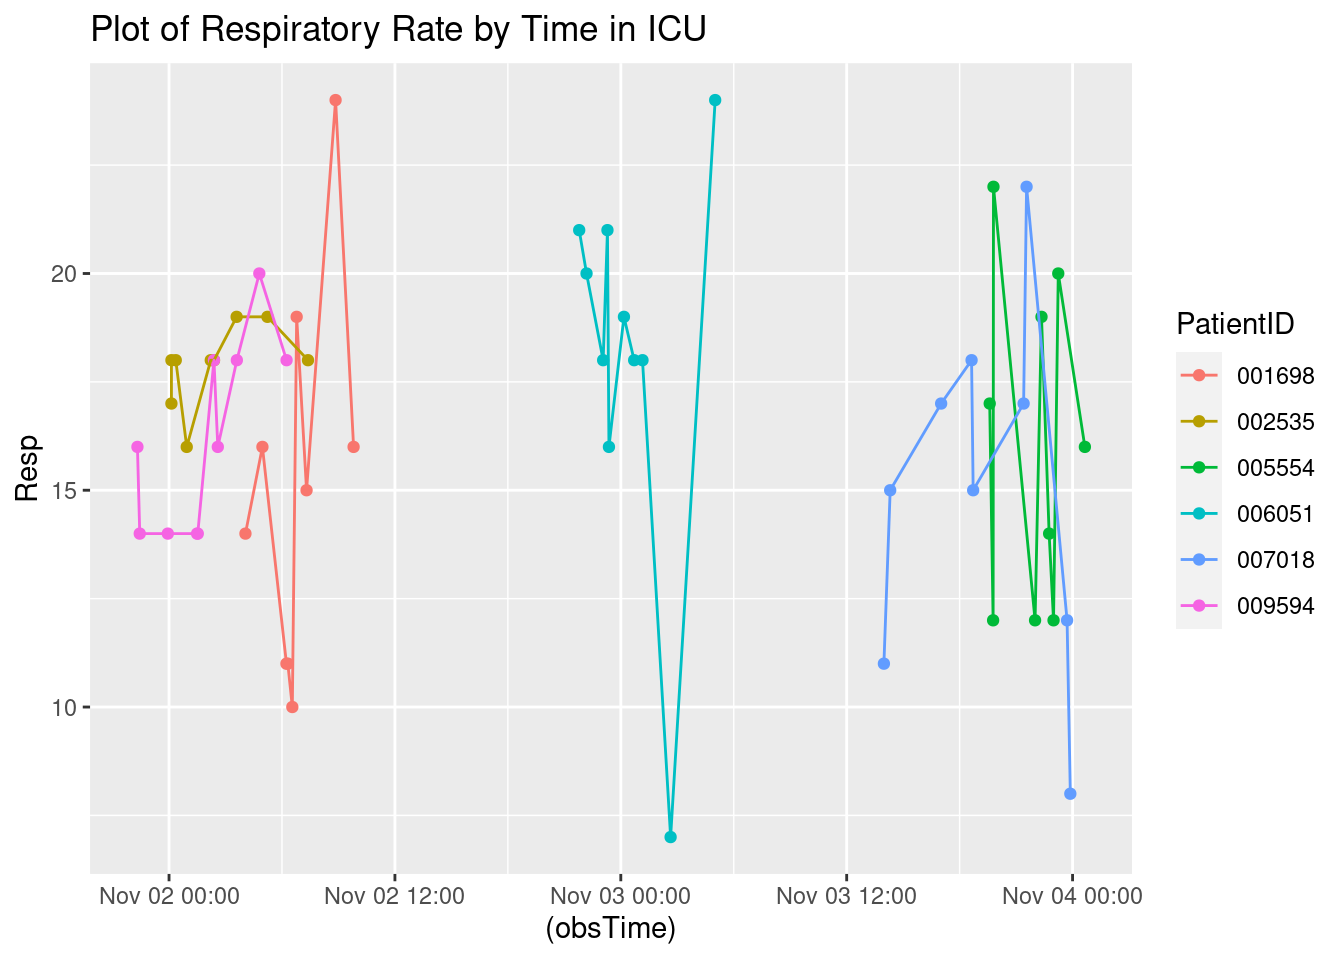 Plot of Respiratory Rate by Time in ICU
Resp
20
15
10
Nov 02 00:00
Nov 02 12:00
Nov 03 00:00
Nov 03 12:00
Nov 04 00:00
(obsTime)
PatientID
001698
002535
005554
006051
007018
009594